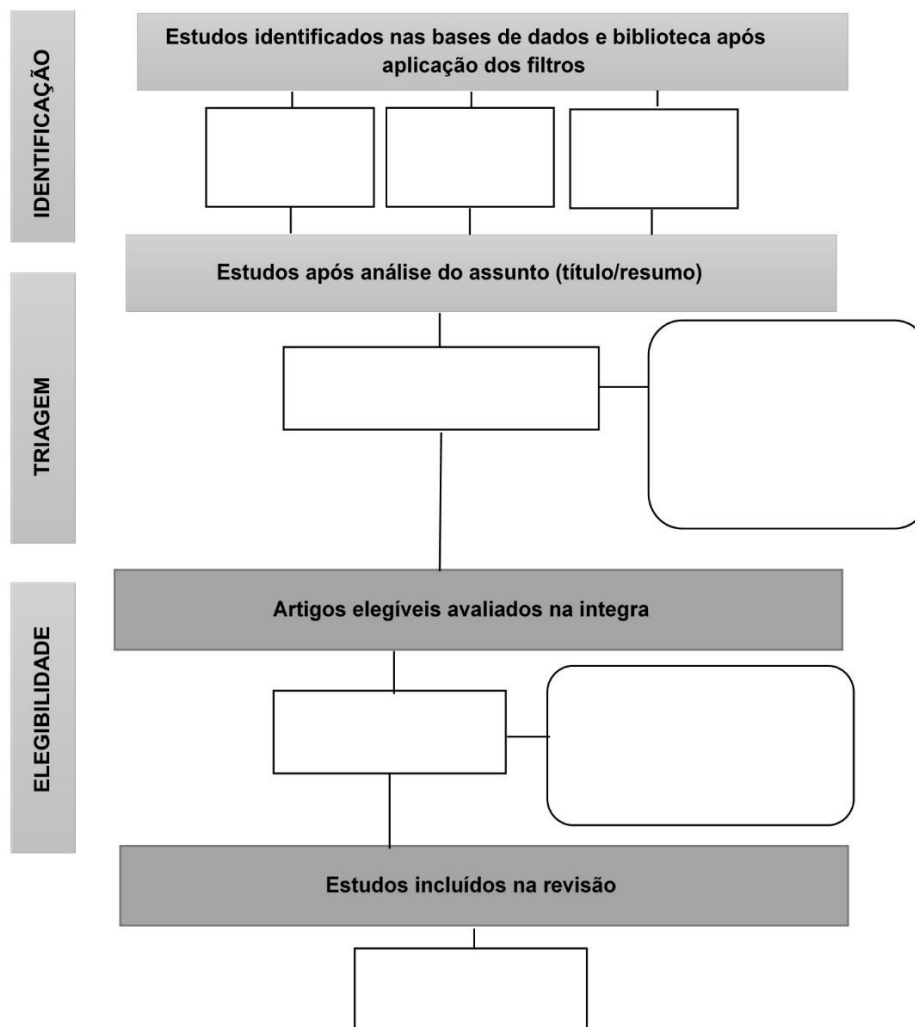 IDENTIFICAÇÃO
Estudos identificados nas bases de dados e biblioteca após
aplicação dos filtros
Estudos após análise do assunto (título/resumo)
TRIAGEM
Artigos elegíveis avaliados na integra
ELEGIBILIDADE
Estudos incluídos na revisão